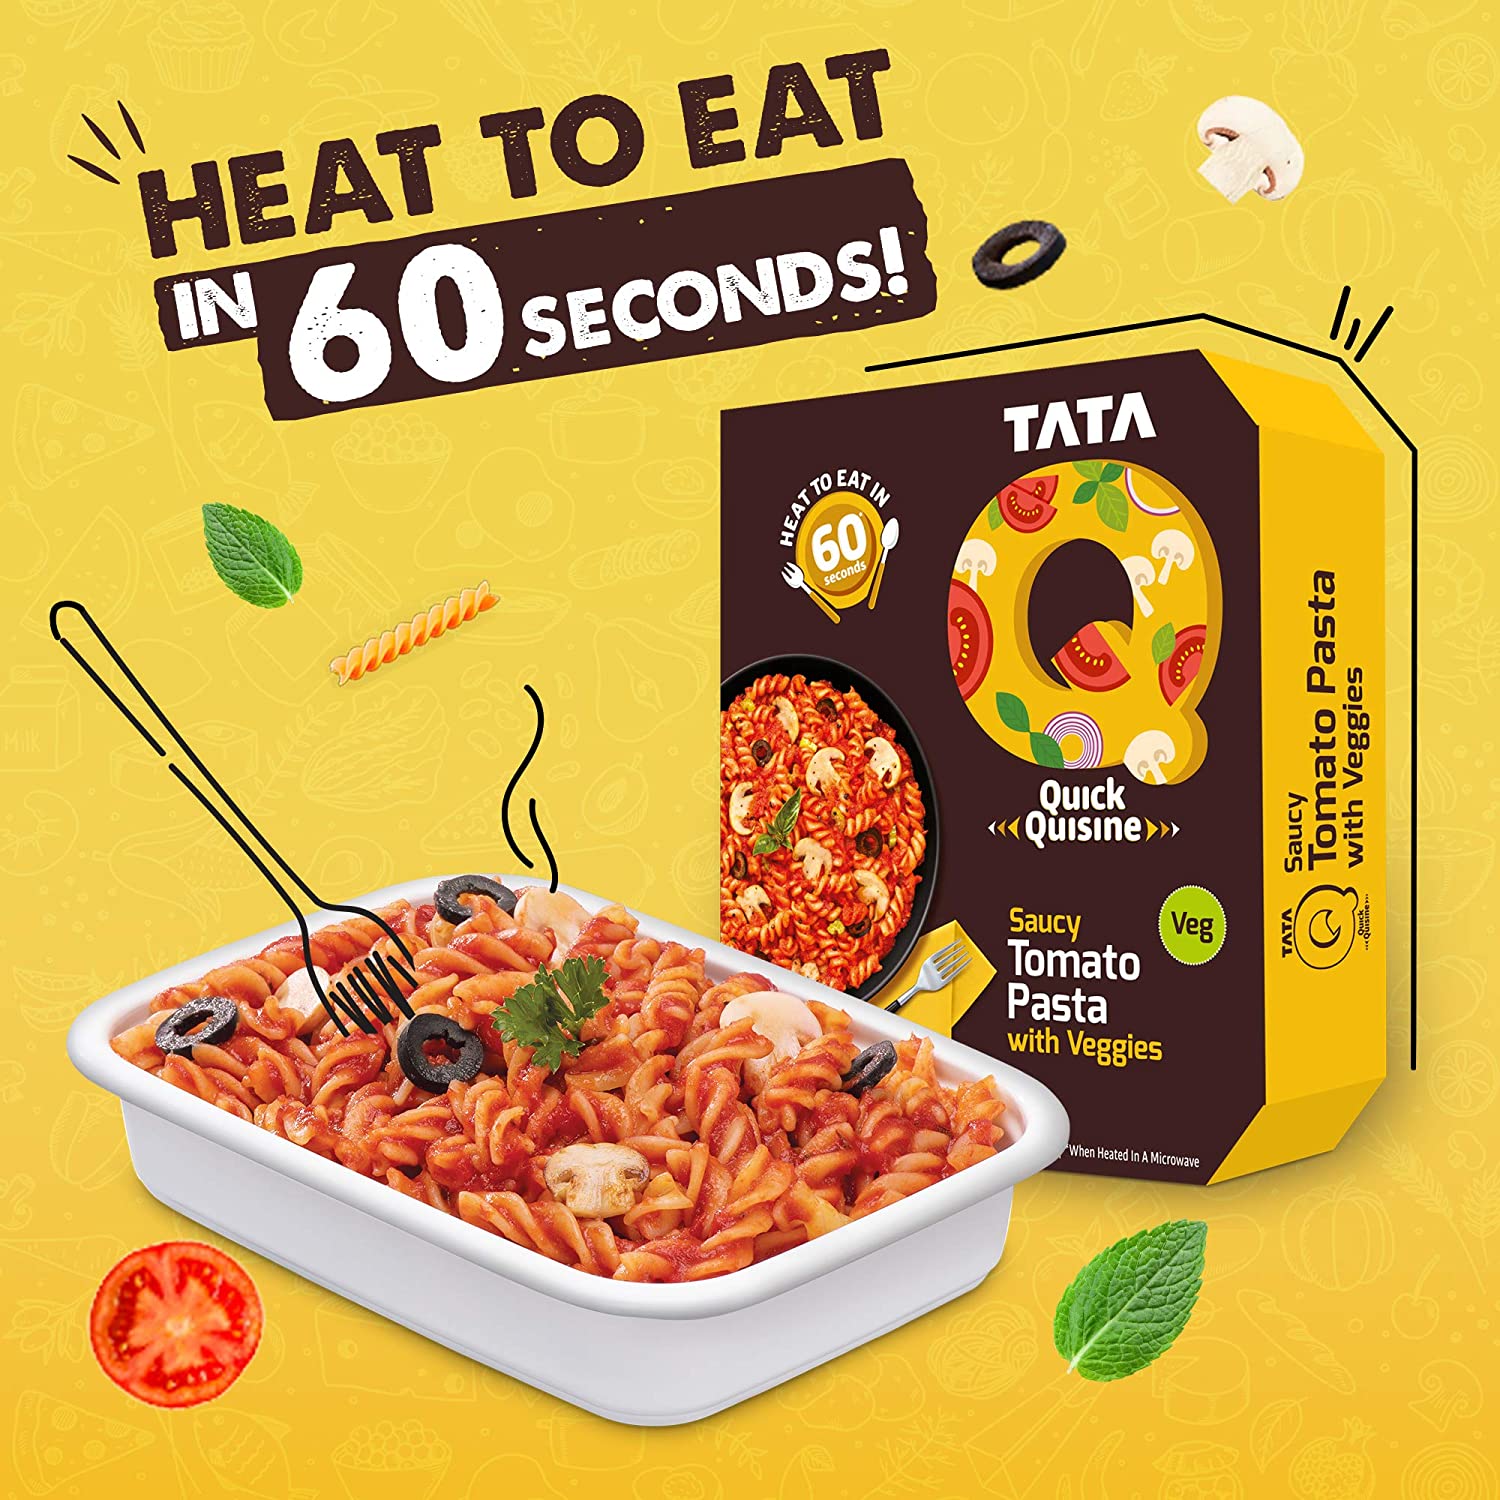 HEAT TO EAT
IN 60 SECONDS!
TATA
HEAT TO EAT IN
60*
seconds
Quick
Quisine
Saucy
Tomato
Pasta
with Veggies
Veg
*When Heated In A Microwave
Saucy
Tomato Pasta
with Veggies
TATA
Quick
Quisine
MilK